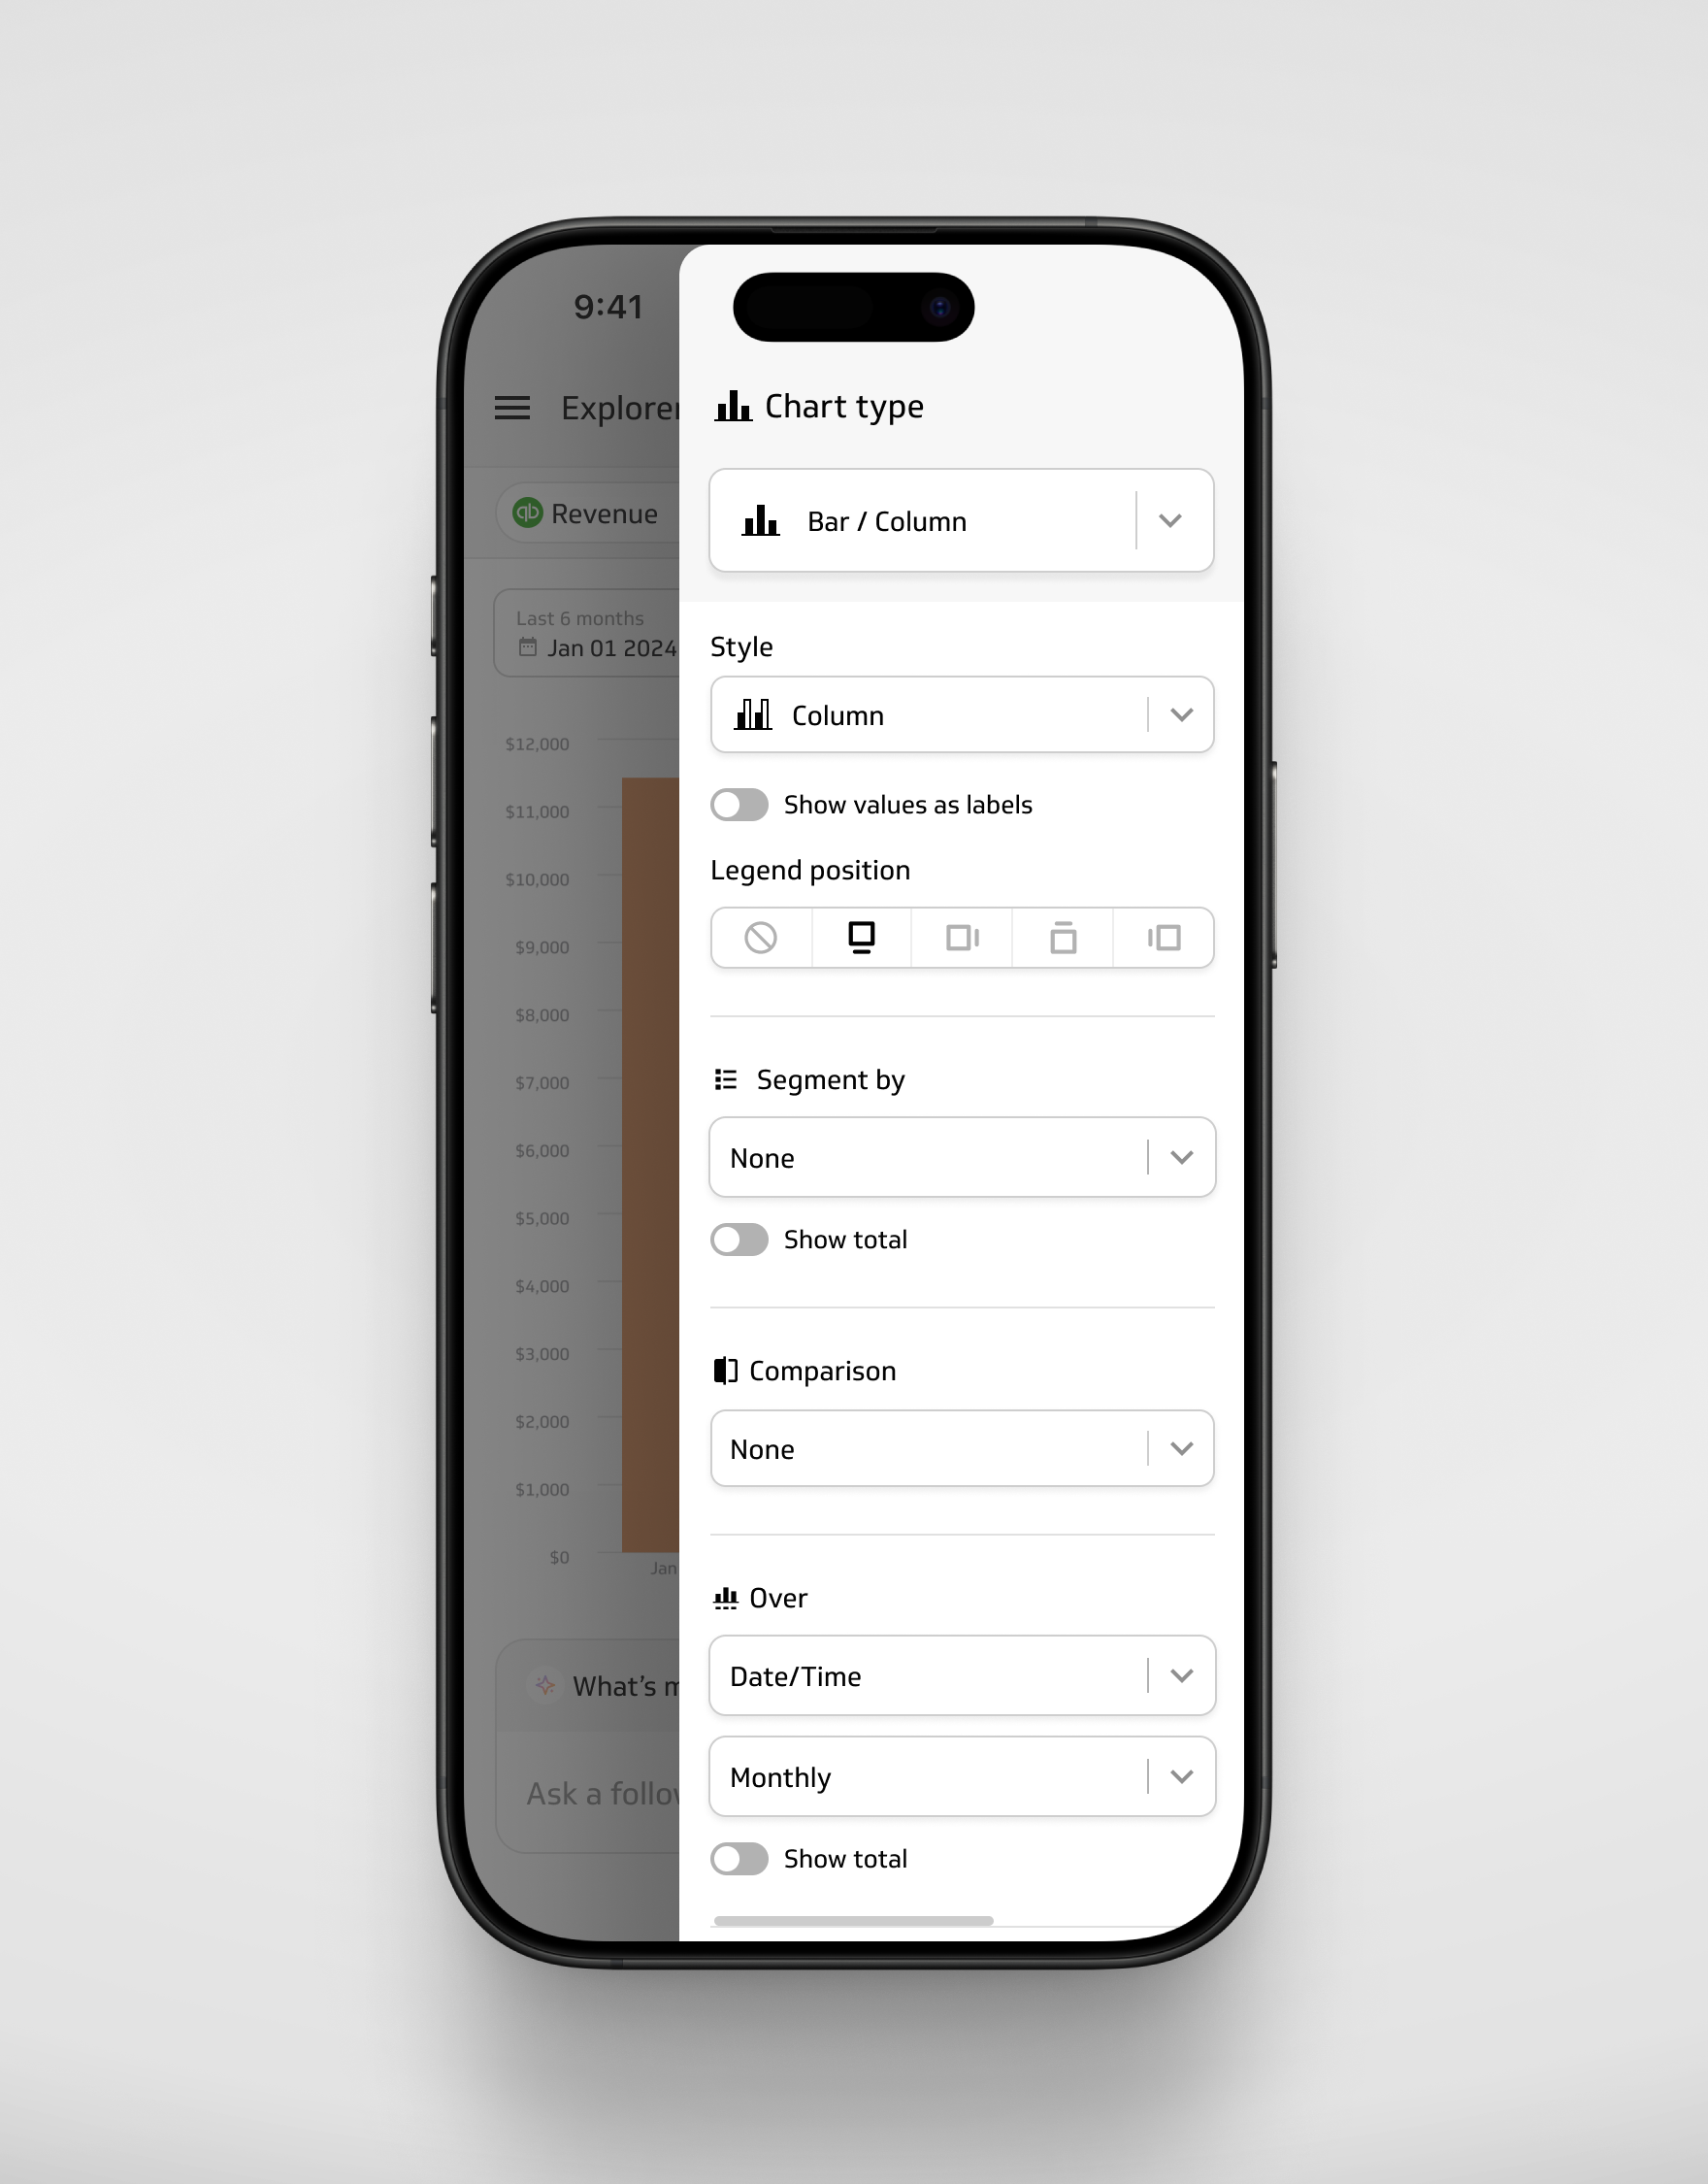 9:41
Explorer
qb Revenue
Last 6 months
Jan 01 2024
$12,000
$11,000
$10,000
$9,000
$8,000
$7,000
$6,000
$5,000
$4,000
$3,000
$2,000
$1,000
$0
Jan
What's m
Ask a follow
Chart type
Bar / Column
Style
Column
Show values as labels
Legend position
Segment by
None
Show total
Comparison
None
Over
Date/Time
Monthly
Show total